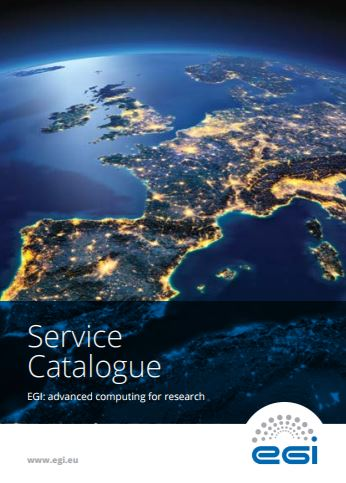 Service
Catalogue
EGI: advanced computing for research
www.egi.eu
eGi